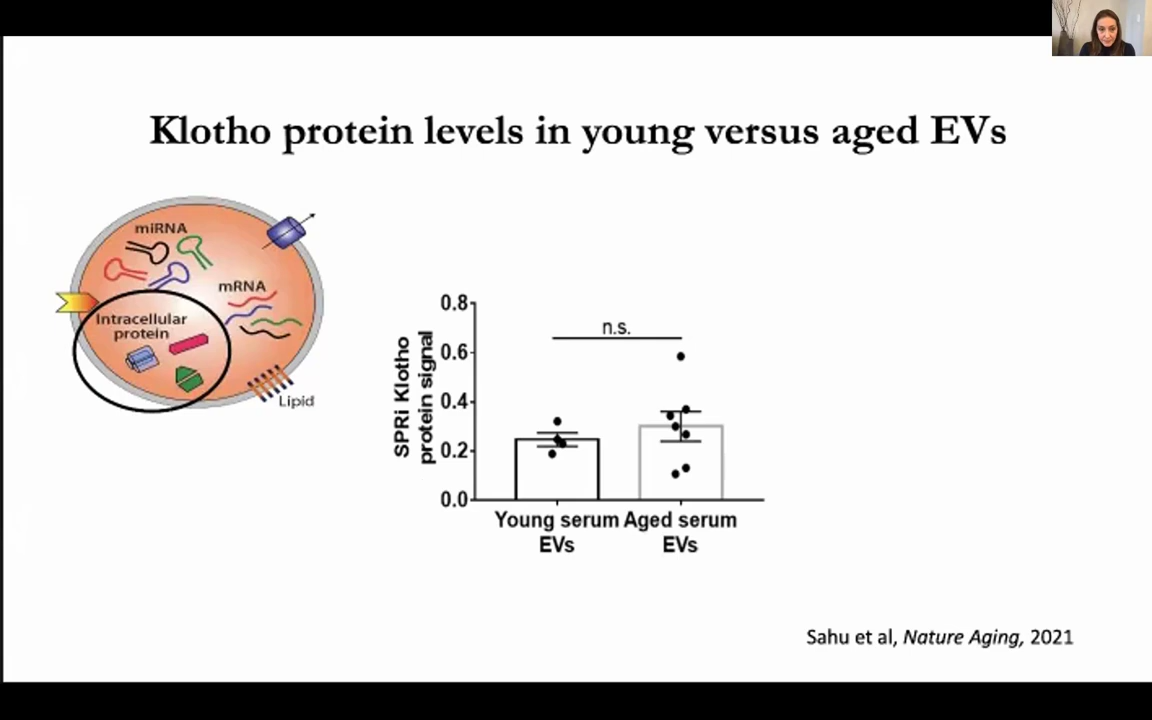 Klotho protein levels in young versus aged EVs
miRNA
mRNA
Intracellular
protein
Lipid
SPRi Klotho
protein signal
0.8
0.6
0.4
0.2
0.0
n.s.
Young serum
EVs
Aged serum
EVs
Sahu et al, Nature Aging, 2021